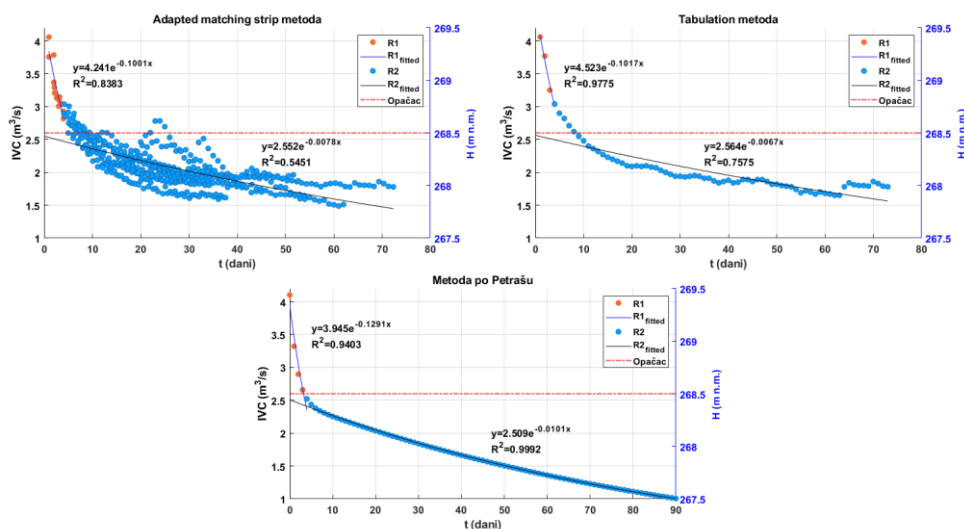 Adapted matching strip metoda
4
3.5
3
2.5
2
1.5
1
IVC (m³/s)
y=4.241e^-0.1001x
R²=0.8383
y=2.552e^-0.0078x
R²=0.5451
R1
R1fitted
R2
R2fitted
Opačac
269.5
269
268.5
268
267.5
H (m n.m.)
0 10 20 30 40 50 60 70 80
t (dani)
Tabulation metoda
4
3.5
3
2.5
2
1.5
1
IVC (m³/s)
y=4.523e^-0.1017x
R²=0.9775
y=2.564e^-0.0067x
R²=0.7575
R1
R1fitted
R2
R2fitted
Opačac
269.5
269
268.5
268
267.5
H (m n.m.)
0 10 20 30 40 50 60 70 80
t (dani)
Metoda po Petrašu
4
3.5
3
2.5
2
1.5
1
IVC (m³/s)
y=3.945e^-0.1291x
R²=0.9403
y=2.509e^-0.0101x
R²=0.9992
R1
R1fitted
R2
R2fitted
Opačac
269.5
269
268.5
268
267.5
H (m n.m.)
0 10 20 30 40 50 60 70 80 90
t (dani)